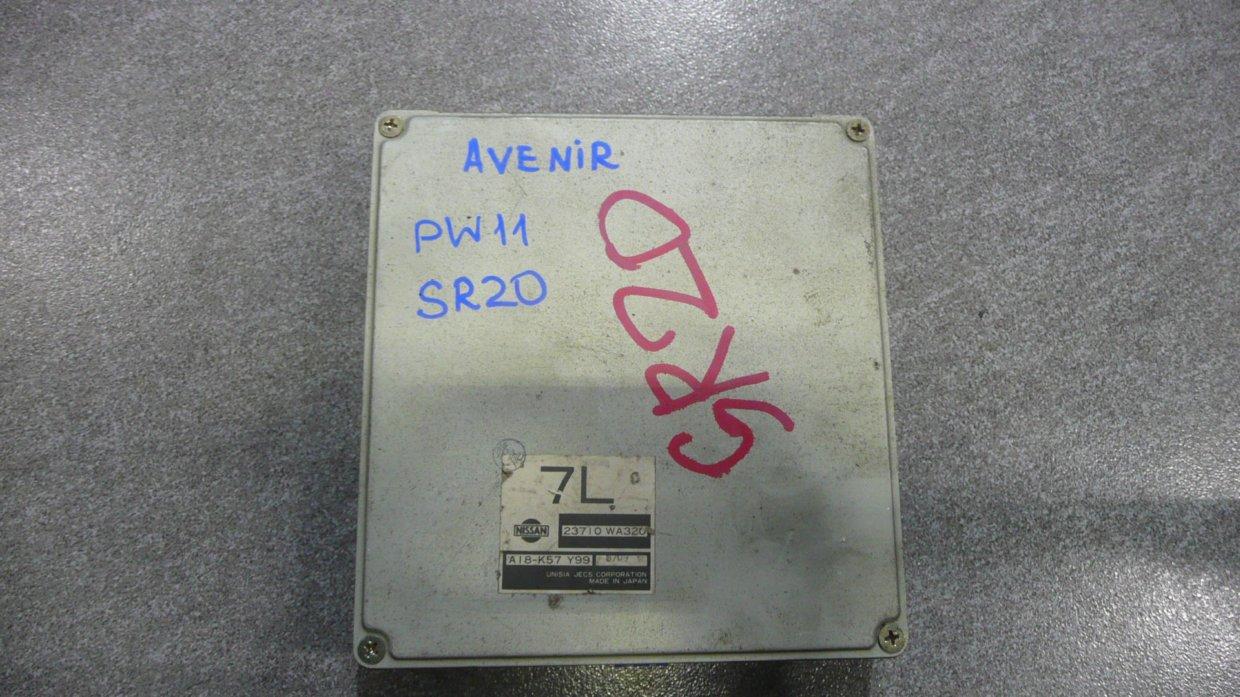 AVENiR
PW11
SR20
SR20
7L
NISSAN
23710 WA320
A18-K57 Y99
UNISIA JECS CORPORATION
MADE IN JAPAN